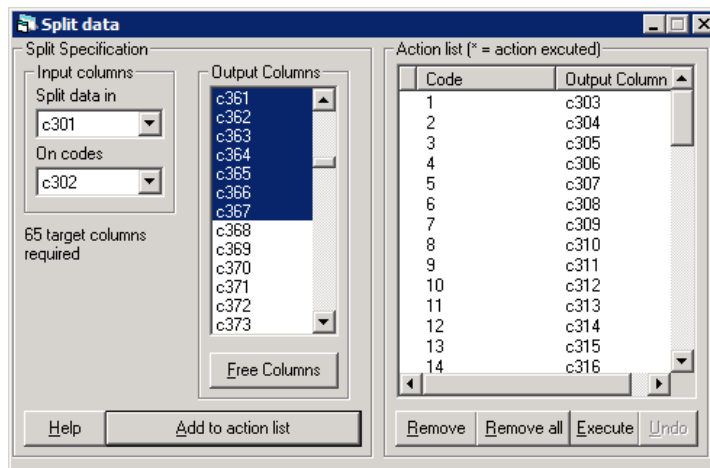 Split data
Split Specification
Input columns
Split data in
c301
On codes
c302
65 target columns
required
Output Columns
c361
c362
c363
c364
c365
c366
c367
c368
c369
c370
c371
c372
c373
Free Columns
Help
Add to action list
Action list (* = action excuted)
Code Output Column
1 c303
2 c304
3 c305
4 c306
5 c307
6 c308
7 c309
8 c310
9 c311
10 c312
11 c313
12 c314
13 c315
14 c316
Remove Remove all Execute Undo